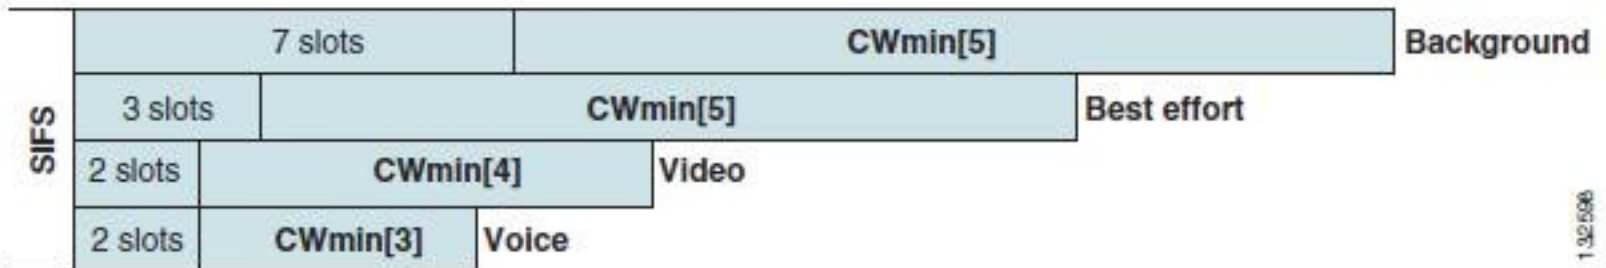 SIFS
7 slots CWmin[5] Background
3 slots CWmin[5] Best effort
2 slots CWmin[4] Video
2 slots CWmin[3] Voice
132598